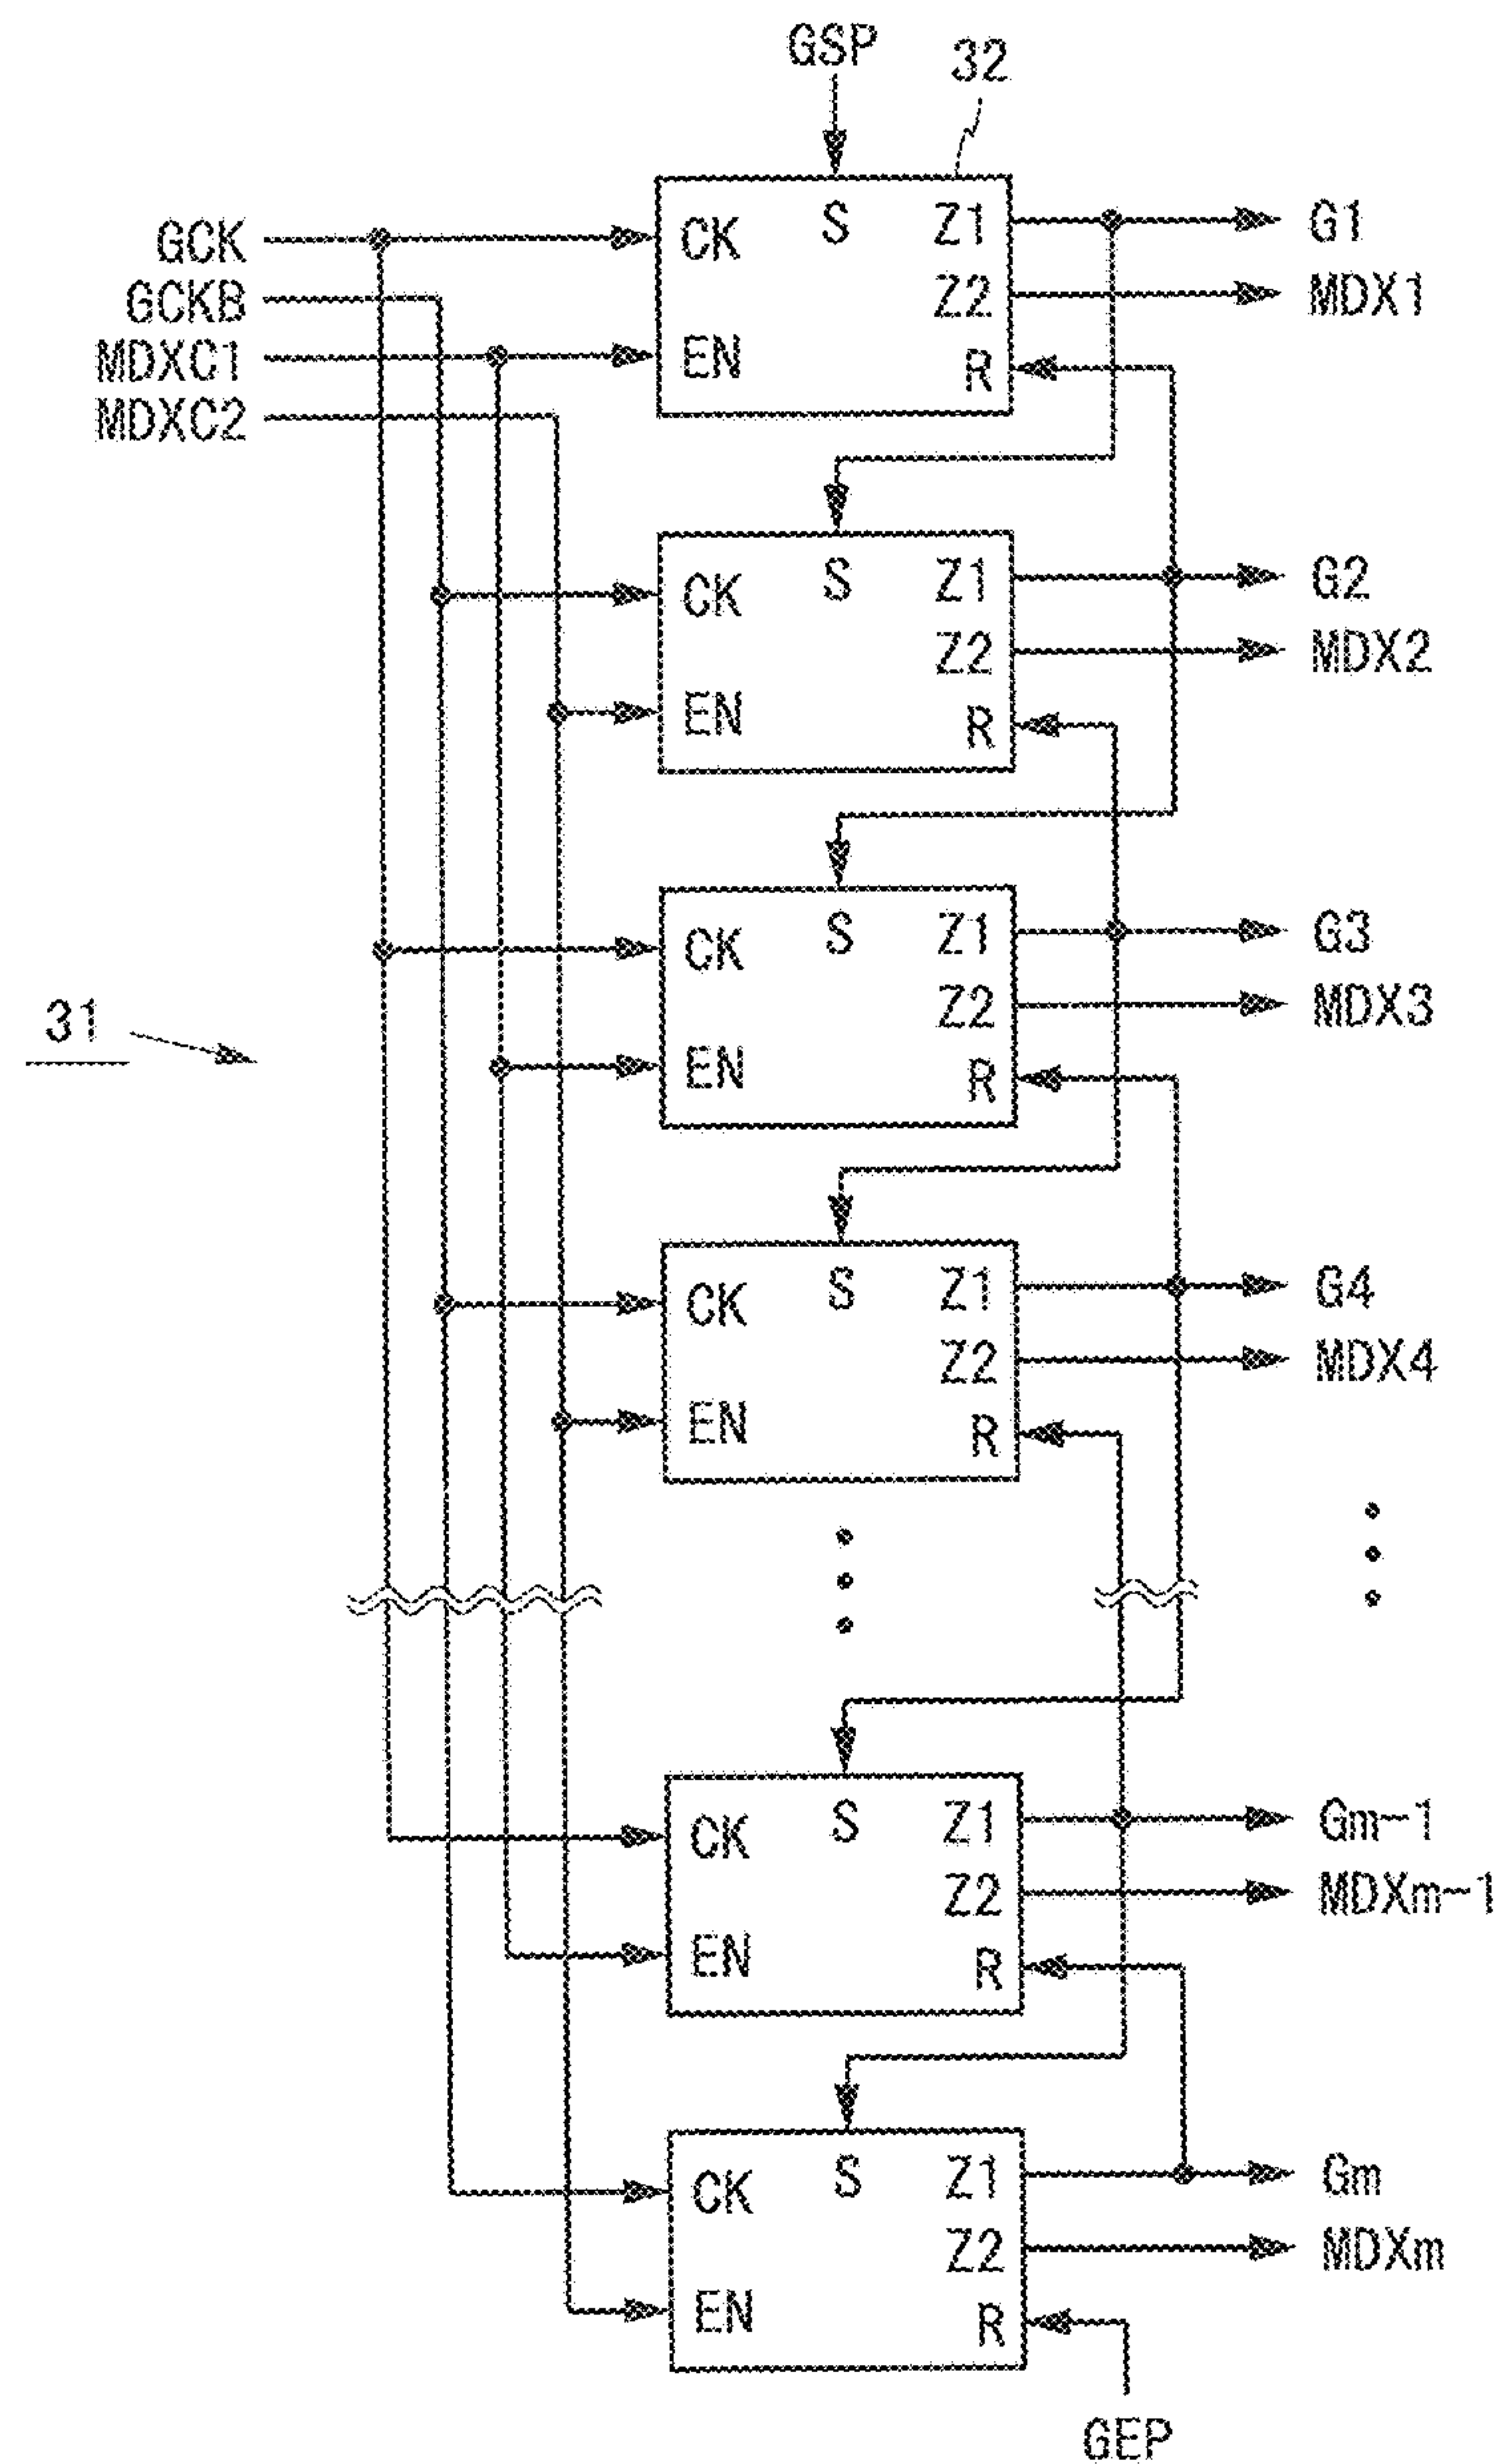 GSP
32
GCK
CK S Z1
G1
GCKB
Z2
MDX1
MDXC1
EN
R
MDXC2
CK S Z1
G2
Z2
MDX2
EN
R
CK S Z1
G3
Z2
MDX3
31
EN
R
CK S Z1
G4
Z2
MDX4
EN
R
CK S Z1
Gm-1
Z2
MDXm-1
EN
R
CK S Z1
Gm
Z2
MDXm
EN
R
GEP